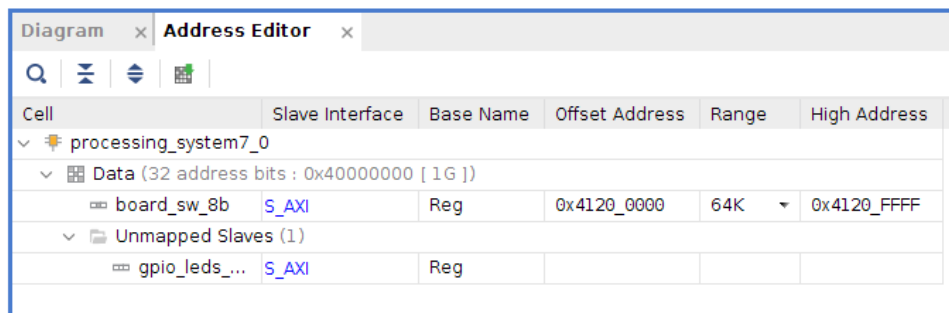 Diagram × Address Editor ×
Cell Slave Interface Base Name Offset Address Range High Address
processing_system7_0
Data (32 address bits : 0x40000000 [ 1G ])
board_sw_8b S_AXI Reg 0x4120_0000 64K 0x4120_FFFF
Unmapped Slaves (1)
gpio_leds_... S_AXI Reg